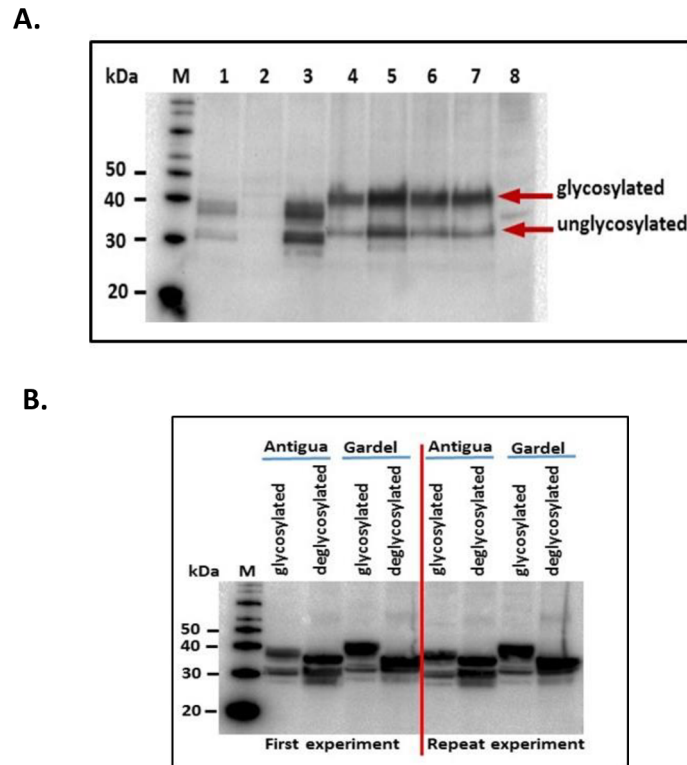 A.
kDa M 1 2 3 4 5 6 7 8
50
40
30
20
glycosylated
unglycosylated
B.
Antigua Gardel Antigua Gardel
glycosylated deglycosylated glycosylated deglycosylated glycosylated deglycosylated glycosylated deglycosylated
kDa M
50
40
30
20
First experiment Repeat experiment